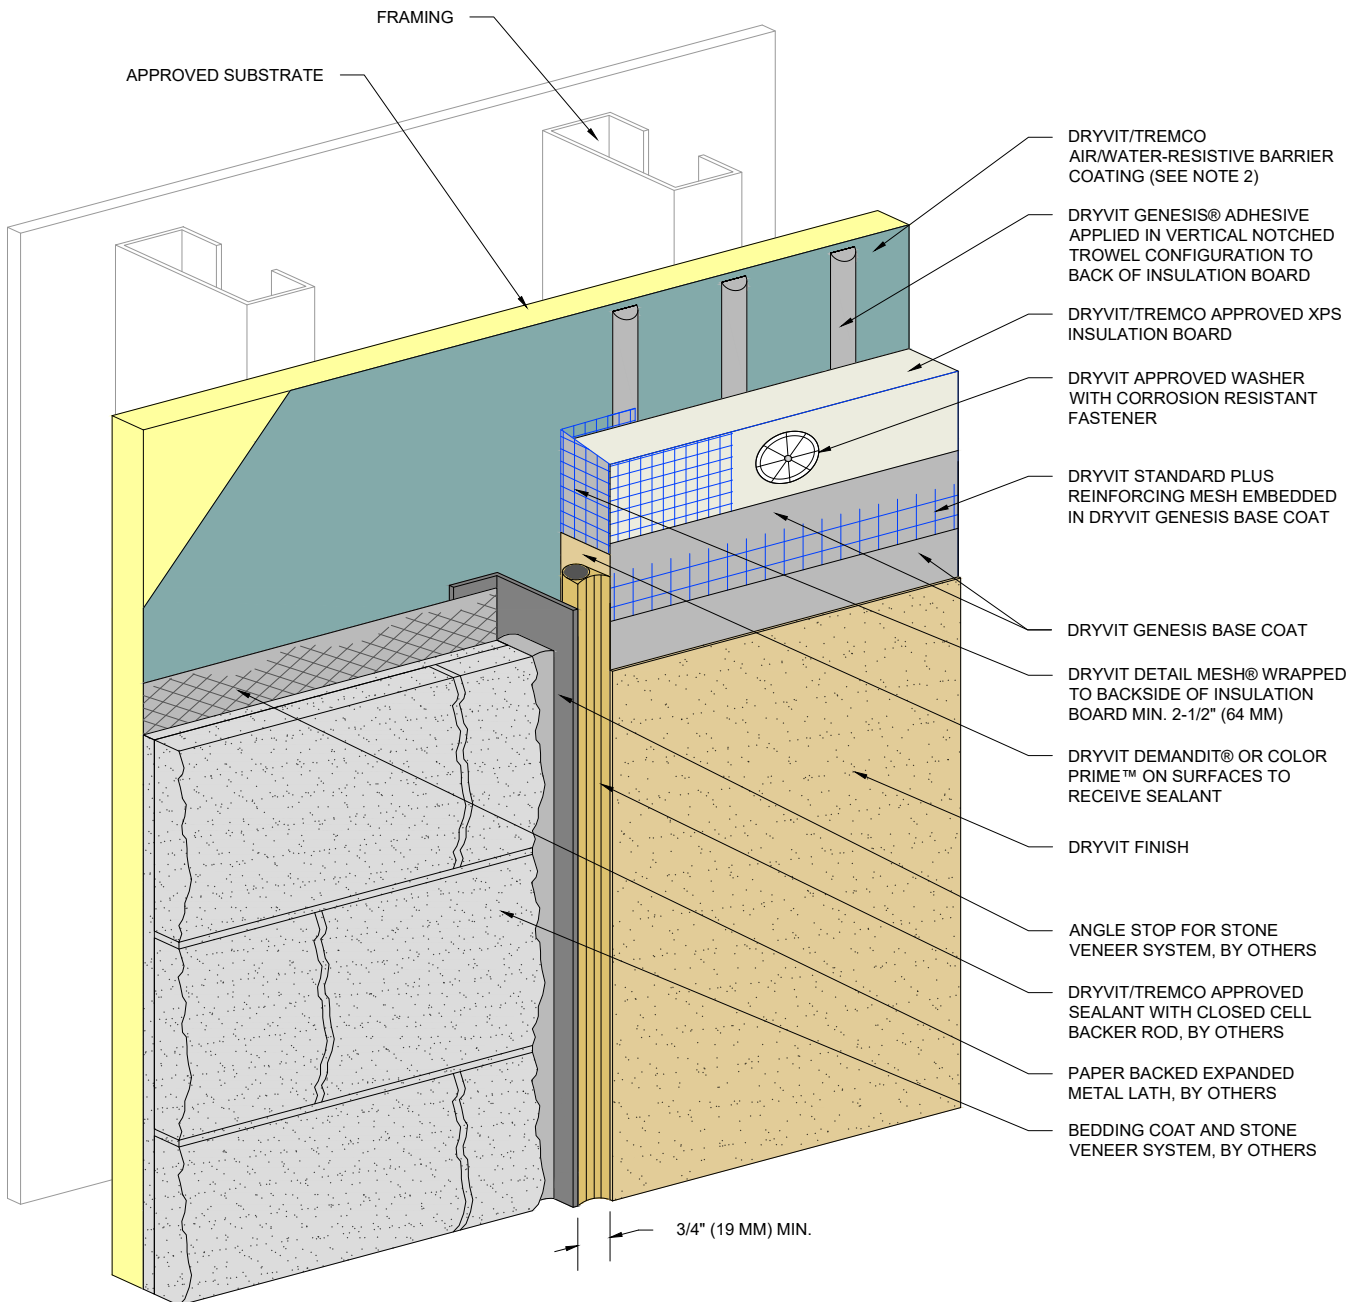 FRAMING
APPROVED SUBSTRATE
DRYVIT/TREMCO
AIR/WATER-RESISTIVE BARRIER
COATING (SEE NOTE 2)
DRYVIT GENESIS® ADHESIVE
APPLIED IN VERTICAL NOTCHED
TROWEL CONFIGURATION TO
BACK OF INSULATION BOARD
DRYVIT/TREMCO APPROVED XPS
INSULATION BOARD
DRYVIT APPROVED WASHER
WITH CORROSION RESISTANT
FASTENER
DRYVIT STANDARD PLUS
REINFORCING MESH EMBEDDED
IN DRYVIT GENESIS BASE COAT
DRYVIT GENESIS BASE COAT
DRYVIT DETAIL MESH® WRAPPED
TO BACKSIDE OF INSULATION
BOARD MIN. 2-1/2" (64 MM)
DRYVIT DEMANDIT® OR COLOR
PRIME™ ON SURFACES TO
RECEIVE SEALANT
DRYVIT FINISH
ANGLE STOP FOR STONE
VENEER SYSTEM, BY OTHERS
DRYVIT/TREMCO APPROVED
SEALANT WITH CLOSED CELL
BACKER ROD, BY OTHERS
PAPER BACKED EXPANDED
METAL LATH, BY OTHERS
BEDDING COAT AND STONE
VENEER SYSTEM, BY OTHERS
3/4" (19 MM) MIN.